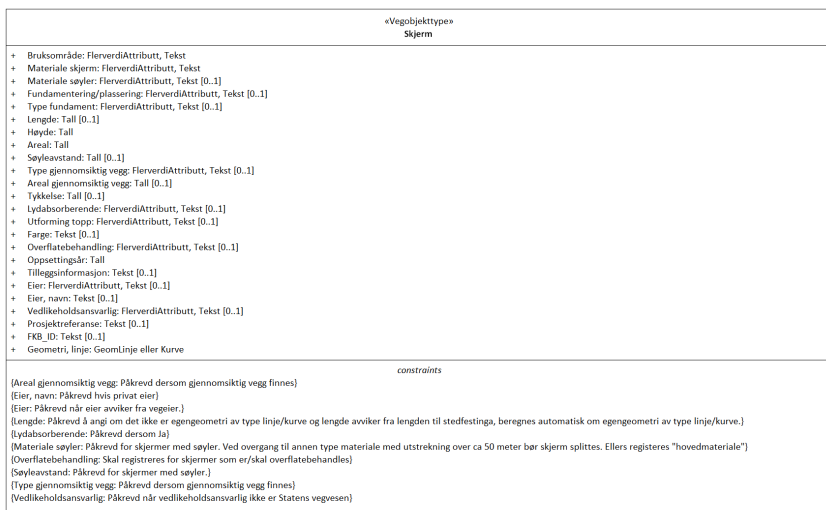 «Vegobjekttype»
Skjerm
+ Bruksområde: FlerverdiAttributt, Tekst
+ Materiale skjerm: FlerverdiAttributt, Tekst
+ Materiale søyler: FlerverdiAttributt, Tekst [0..1]
+ Fundamentering/plassering: FlerverdiAttributt, Tekst [0..1]
+ Type fundament: FlerverdiAttributt, Tekst [0..1]
+ Lengde: Tall [0..1]
+ Høyde: Tall
+ Areal: Tall
+ Søyleavstand: Tall [0..1]
+ Type gjennomsiktig vegg: FlerverdiAttributt, Tekst [0..1]
+ Areal gjennomsiktig vegg: Tall [0..1]
+ Tykkelse: Tall [0..1]
+ Lydabsorberende: FlerverdiAttributt, Tekst [0..1]
+ Utforming topp: FlerverdiAttributt, Tekst [0..1]
+ Farge: Tekst [0..1]
+ Overflatebehandling: FlerverdiAttributt, Tekst [0..1]
+ Oppsettingsår: Tall
+ Tilleggsinformasjon: Tekst [0..1]
+ Eier: FlerverdiAttributt, Tekst [0..1]
+ Eier, navn: Tekst [0..1]
+ Vedlikeholdsansvarlig: FlerverdiAttributt, Tekst [0..1]
+ Prosjektreferanse: Tekst [0..1]
+ FKB_ID: Tekst [0..1]
+ Geometri, linje: GeomLinje eller Kurve
constraints
{Areal gjennomsiktig vegg: Påkrevd dersom gjennomsiktig vegg finnes}
{Eier, navn: Påkrevd hvis privat eier}
{Eier: Påkrevd når eier avviker fra vegeier.}
{Lengde: Påkrevd å angi om det ikke er egengeometri av type linje/kurve og lengde avviker fra lengden til stedfestinga, beregnes automatisk om egengeometri av type linje/kurve.}
{Lydabsorberende: Påkrevd dersom Ja}
{Materiale søyler: Påkrevd for skjermer med søyler. Ved overgang til annen type materiale med utstrekning over ca 50 meter bør skjerm splittes. Ellers registeres "hovedmateriale"}
{Overflatebehandling: Skal registreres for skjermer som er/skal overflatebehandles}
{Søyleavstand: Påkrevd for skjermer med søyler.}
{Type gjennomsiktig vegg: Påkrevd dersom gjennomsiktig vegg finnes}
{Vedlikeholdsansvarlig: Påkrevd når vedlikeholdsansvarlig ikke er Statens vegvesen}